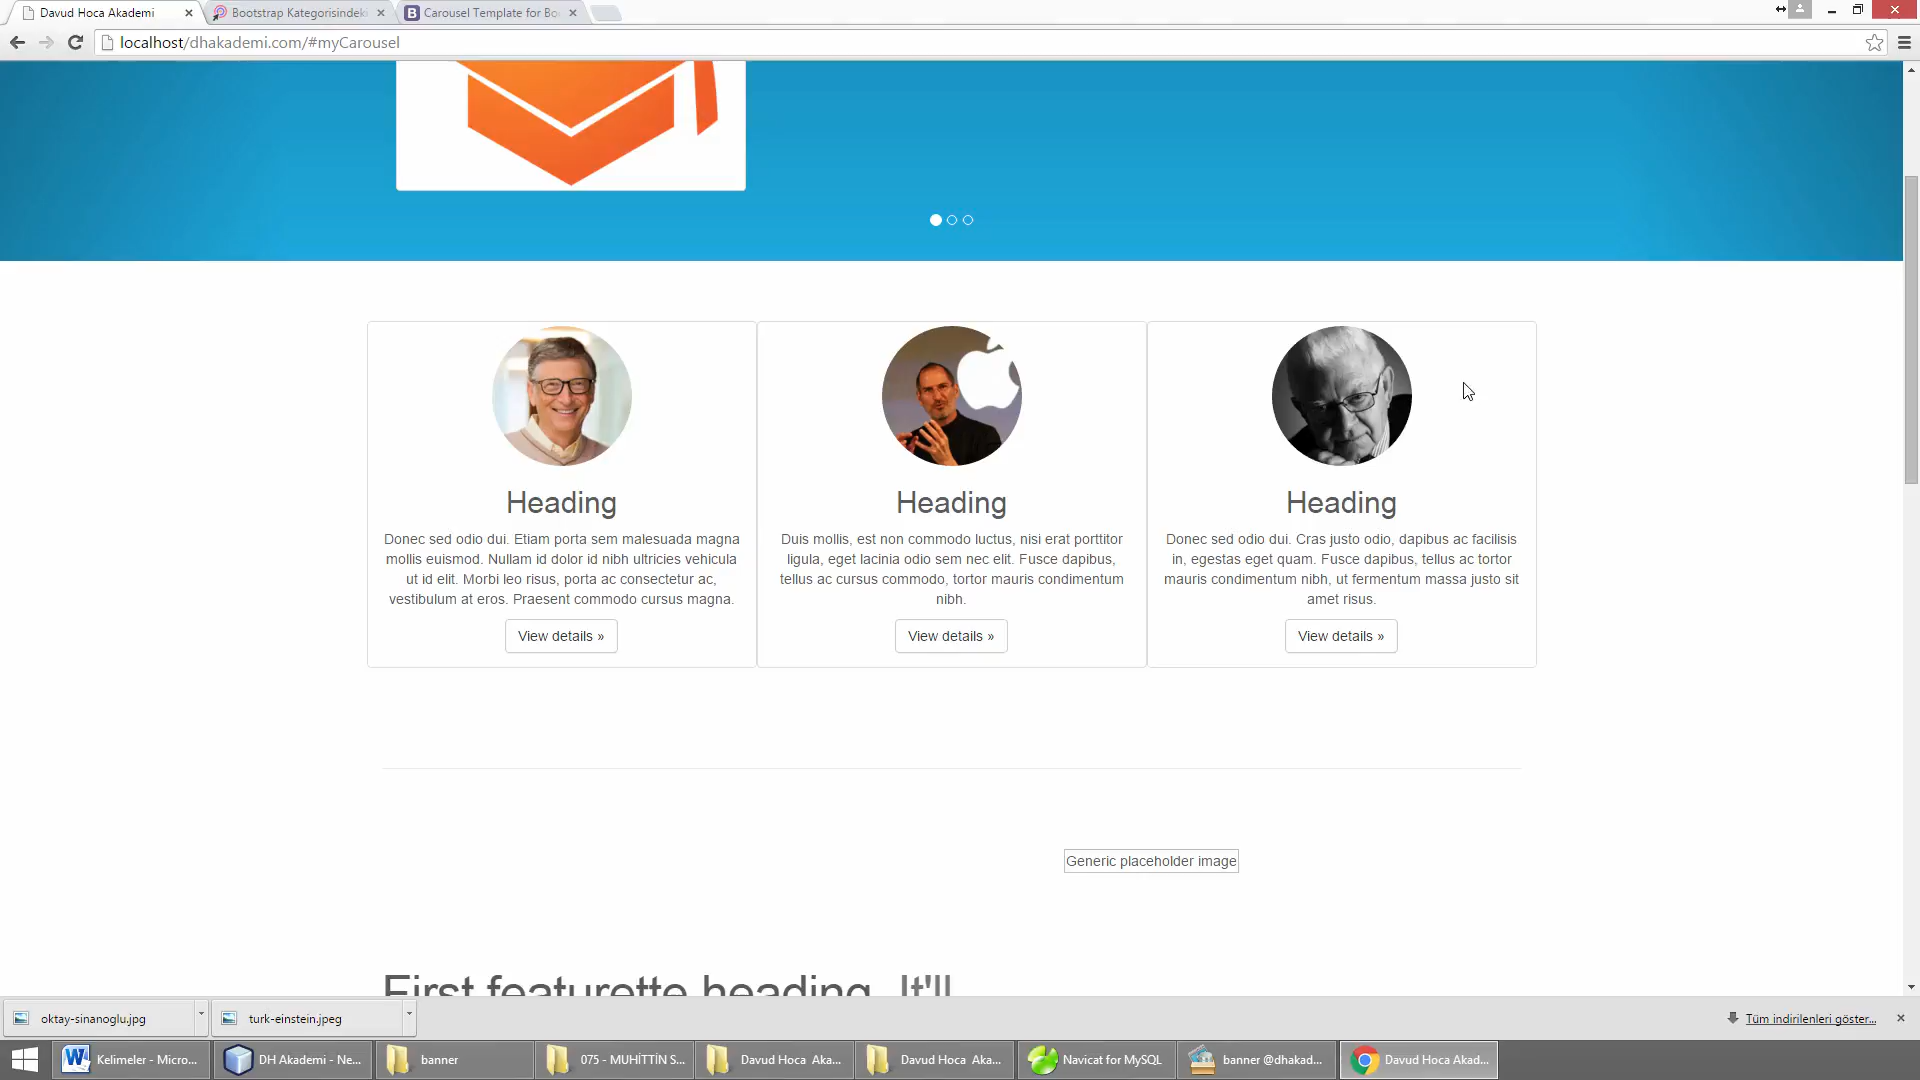 Davud Hoca Akademi
Bootstrap Kategorisindeki
Carousel Template for Bo
localhost/dhakademi.com/#myCarousel
Heading
Donec sed odio dui. Etiam porta sem malesuada magna
mollis euismod. Nullam id dolor id nibh ultricies vehicula
ut id elit. Morbi leo risus, porta ac consectetur ac,
vestibulum at eros. Praesent commodo cursus magna.
View details »
Heading
Duis mollis, est non commodo luctus, nisi erat porttitor
ligula, eget lacinia odio sem nec elit. Fusce dapibus,
tellus ac cursus commodo, tortor mauris condimentum
nibh.
View details »
Heading
Donec sed odio dui. Cras justo odio, dapibus ac facilisis
in, egestas eget quam. Fusce dapibus, tellus ac tortor
mauris condimentum nibh, ut fermentum massa justo sit
amet risus.
View details »
Generic placeholder image
First featurette heading. It'll
oktay-sinanoglu.jpg
turk-einstein.jpeg
Tüm indirilenleri göster...
Kelimeler - Micro...
DH Akademi - Ne...
banner
075 - MUHİTTİN S...
Davud Hoca Aka...
Davud Hoca Aka...
Navicat for MySQL
banner @dhakad...
Davud Hoca Akad...